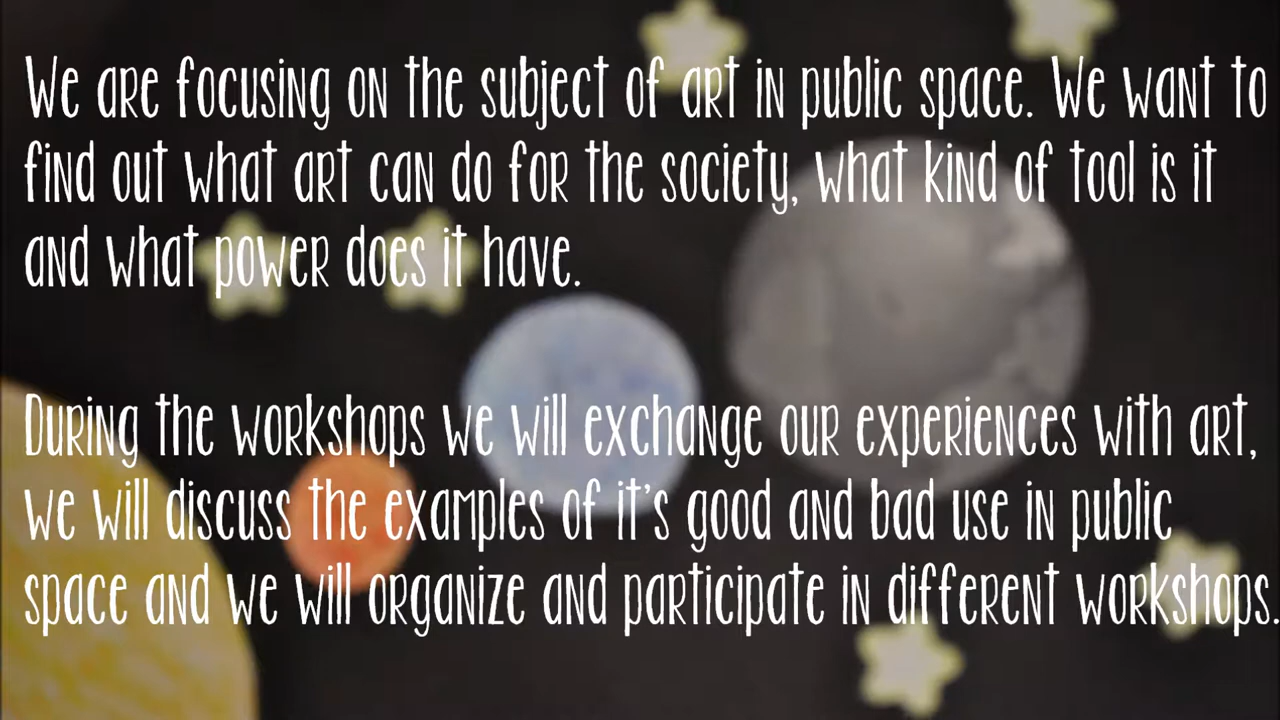 We are focusing on the subject of art in public space. We want to
find out what art can do for the society, what kind of tool is it
and what power does it have.
During the workshops we will exchange our experiences with art,
we will discuss the examples of it's good and bad use in public
space and we will organize and participate in different workshops.